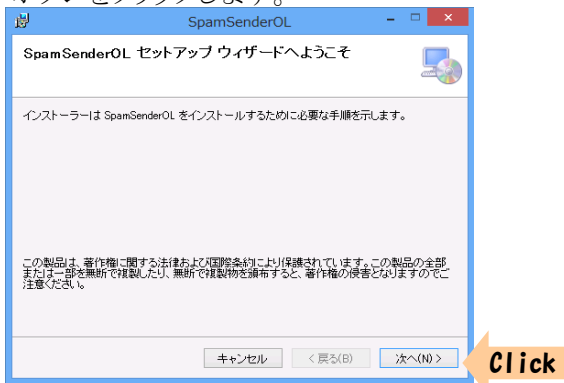 ボタンをクリックします。
SpamSenderOL
SpamSenderOL セットアップ ウィザードへようこそ
インストーラーは SpamSenderOL をインストールするために必要な手順を示します。
この製品は、著作権に関する法律および国際条約により保護されています。この製品の全部
または一部を無断で複製したり、無断で複製物を頒布すると、著作権の侵害となりますのでご
注意ください。
キャンセル < 戻る(B) 次へ(N) > Click